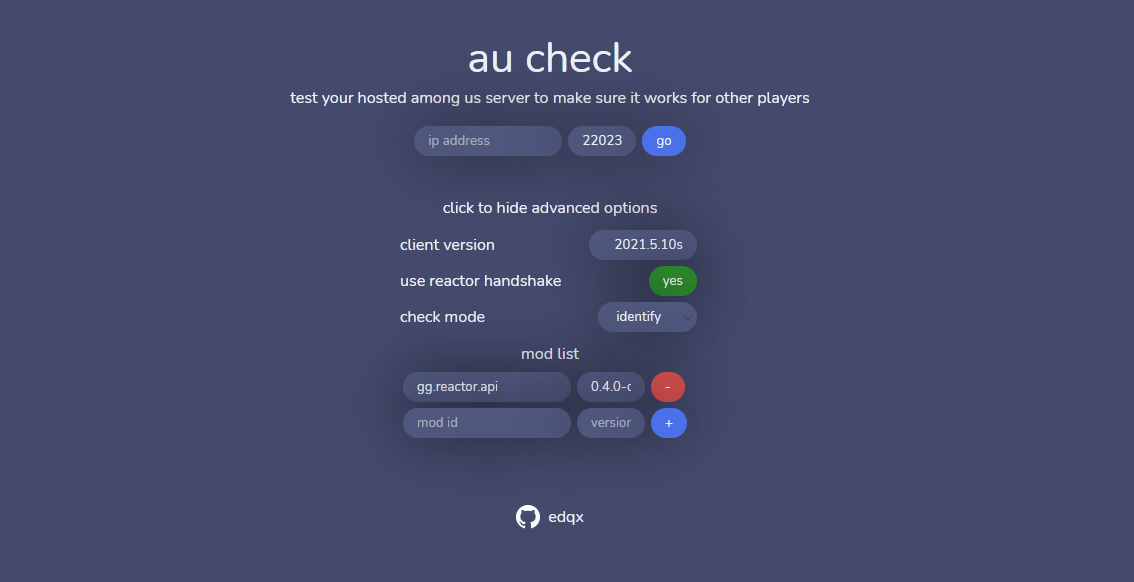 au check
test your hosted among us server to make sure it works for other players
ip address 22023 go
click to hide advanced options
client version 2021.5.10s
use reactor handshake yes
check mode identify
mod list
gg.reactor.api 0.4.0-c -
mod id version +
edqx